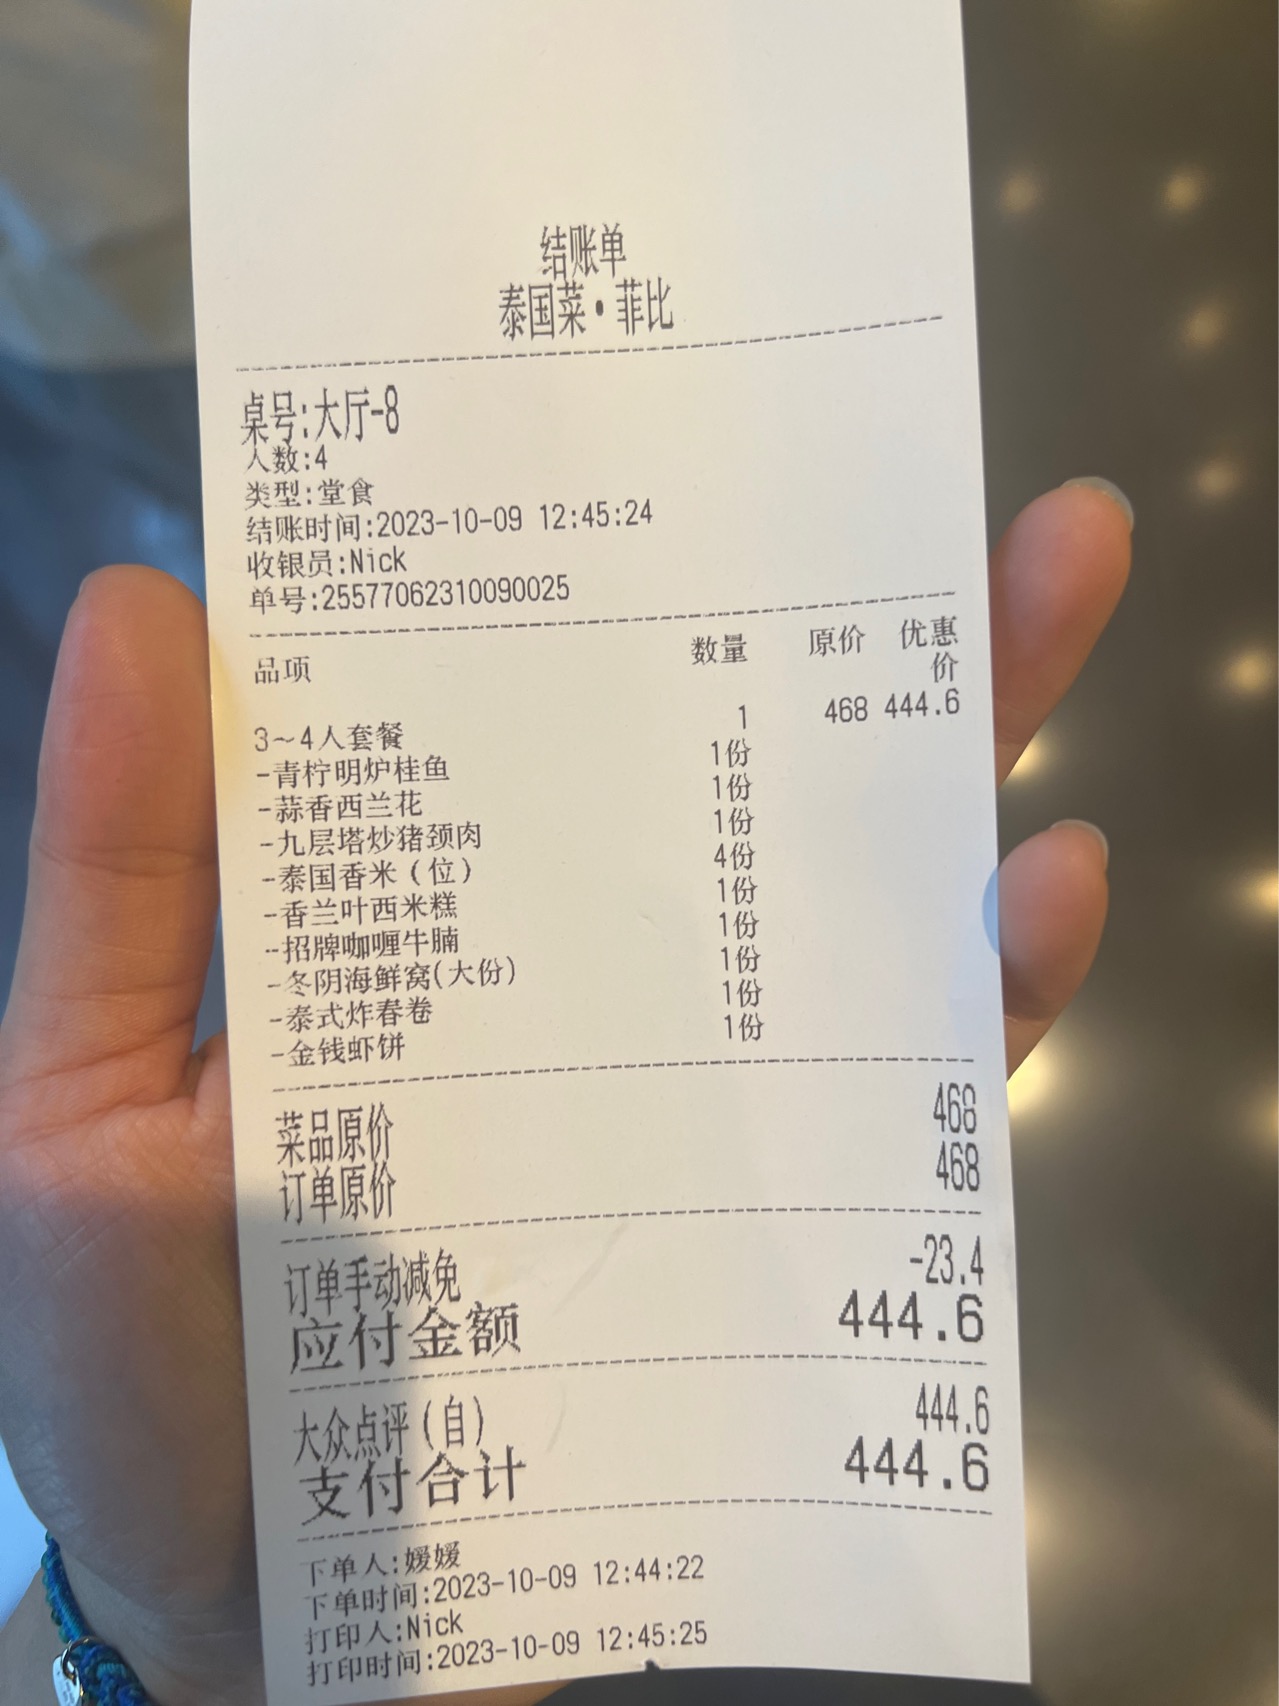 结账单
泰国菜·菲比
桌号:大厅-8
人数:4
类型:堂食
结账时间:2023-10-09 12:45:24
收银员:Nick
单号:25577062310090025
品项 数量 原价 优惠价
3~4人套餐 1 468 444.6
-青柠明炉桂鱼 1份
-蒜香西兰花 1份
-九层塔炒猪颈肉 1份
-泰国香米(位) 4份
-香兰叶西米糕 1份
-招牌咖喱牛腩 1份
-冬阴海鲜窝(大份) 1份
-泰式炸春卷 1份
-金钱虾饼 1份
菜品原价 468
订单原价 468
订单手动减免 -23.4
应付金额 444.6
大众点评(自) 444.6
支付合计 444.6
下单人:媛媛
下单时间:2023-10-09 12:44:22
打印人:Nick
打印时间:2023-10-09 12:45:25